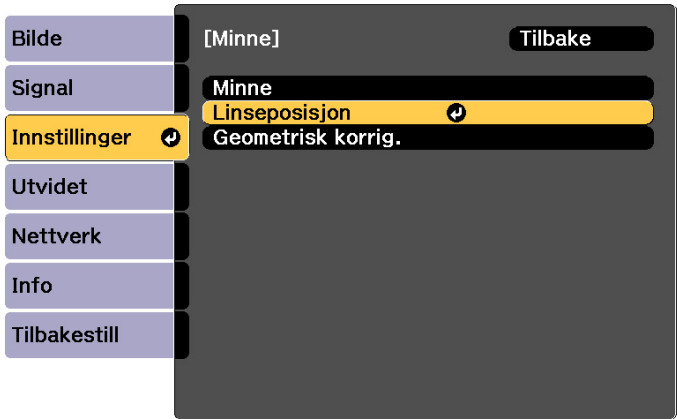 Bilde
Signal
Innstillinger
Utvidet
Nettverk
Info
Tilbakestill
[Minne]
Tilbake
Minne
Linseposisjon
Geometrisk korrig.